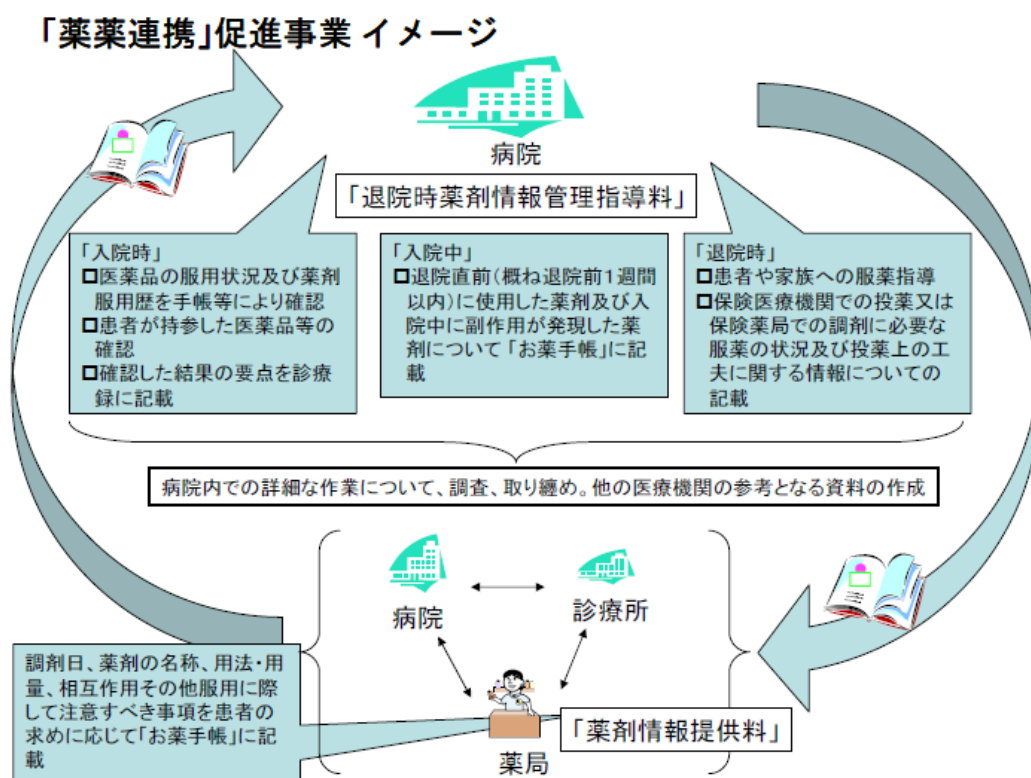 「薬薬連携」促進事業 イメージ
病院
「退院時薬剤情報管理指導料」
「入院時」
□医薬品の服用状況及び薬剤
服用歴を手帳等により確認
□患者が持参した医薬品等の
確認
□確認した結果の要点を診療
録に記載
「入院中」
□退院直前(概ね退院前1週間
以内)に使用した薬剤及び入
院中に副作用が発現した薬
剤について「お薬手帳」に記
載
「退院時」
□患者や家族への服薬指導
□保険医療機関での投薬又は
保険薬局での調剤に必要な
服薬の状況及び投薬上の工
夫に関する情報についての
記載
病院内での詳細な作業について、調査、取り纏め。他の医療機関の参考となる資料の作成
病院
診療所
調剤日、薬剤の名称、用法・用
量、相互作用その他服用に際
して注意すべき事項を患者の
求めに応じて「お薬手帳」に記
載
「薬剤情報提供料」
薬局